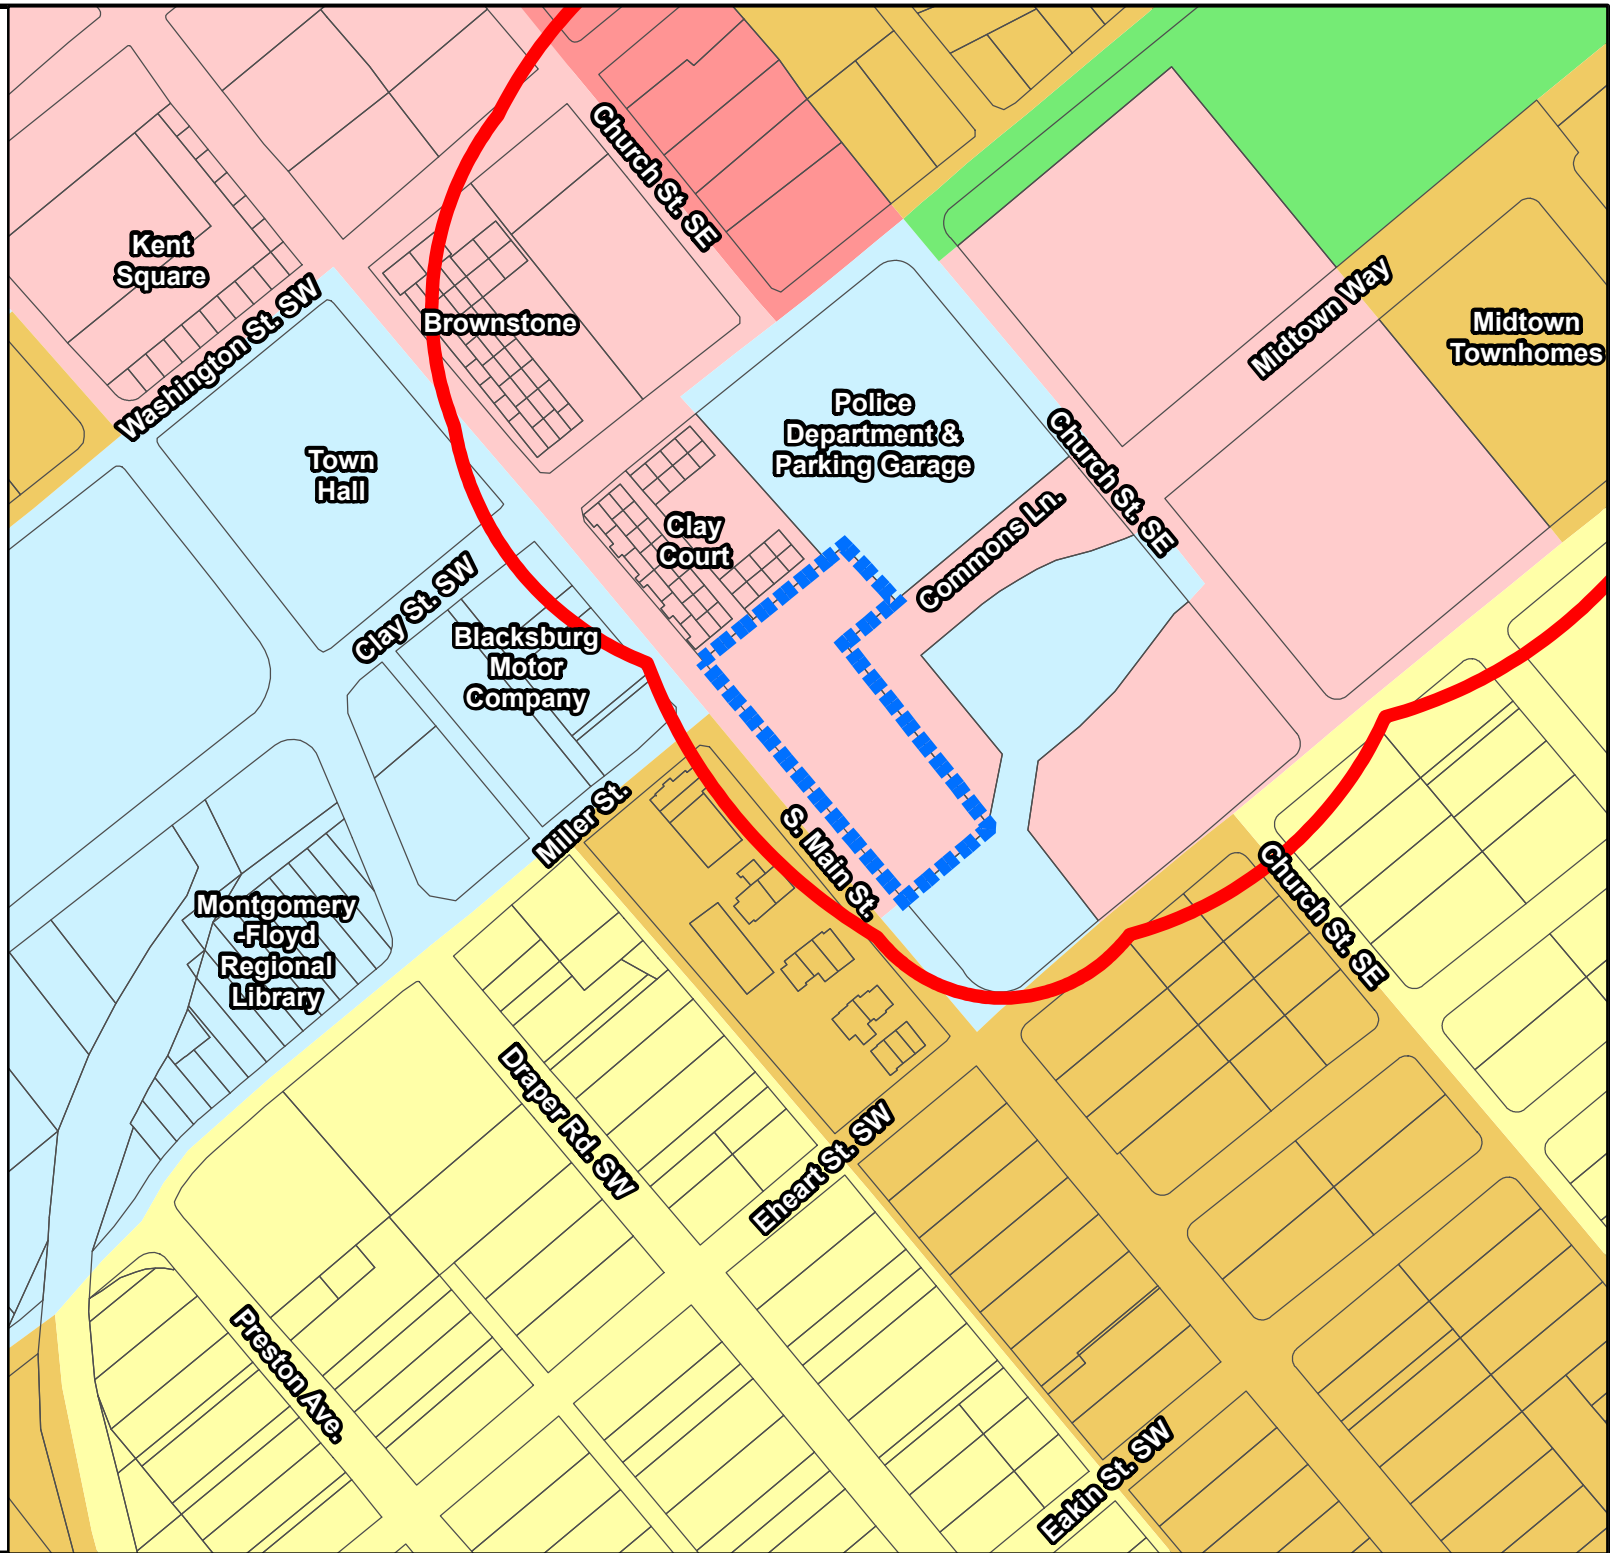 Church St. SE
Kent
Square
Washington St. SW
Brownstone
Midtown Way
Midtown
Townhomes
Police
Department &
Parking Garage
Church St. SE
Town
Hall
Clay
Court
Commons Ln.
Clay St. SW
Blacksburg
Motor
Company
Miller St.
S. Main St.
Church St. SE
Montgomery
-Floyd
Regional
Library
Draper Rd. SW
Eheart St. SW
Preston Ave.
Eakin St. SW